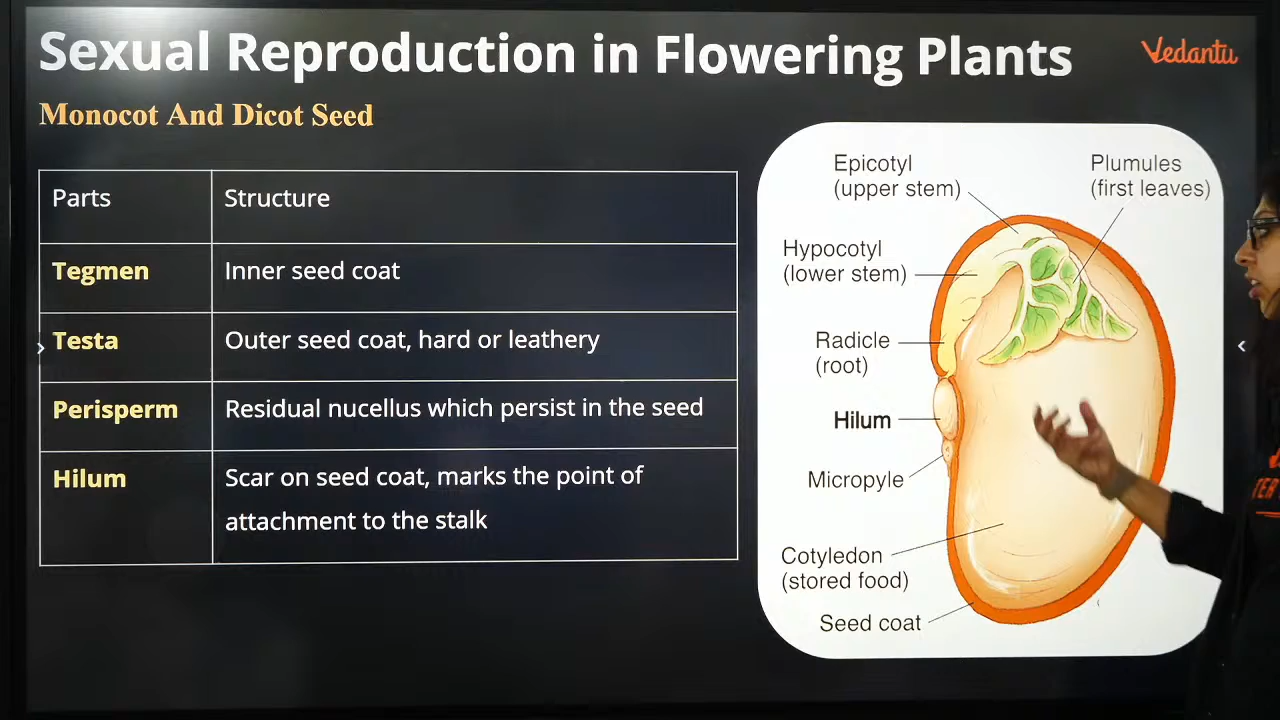 Sexual Reproduction in Flowering Plants
Vedantu
Monocot And Dicot Seed
Parts
Structure
Tegmen
Inner seed coat
Testa
Outer seed coat, hard or leathery
Perisperm
Residual nucellus which persist in the seed
Hilum
Scar on seed coat, marks the point of
attachment to the stalk
Epicotyl
(upper stem)
Plumules
(first leaves)
Hypocotyl
(lower stem)
Radicle
(root)
Hilum
Micropyle
Cotyledon
(stored food)
Seed coat